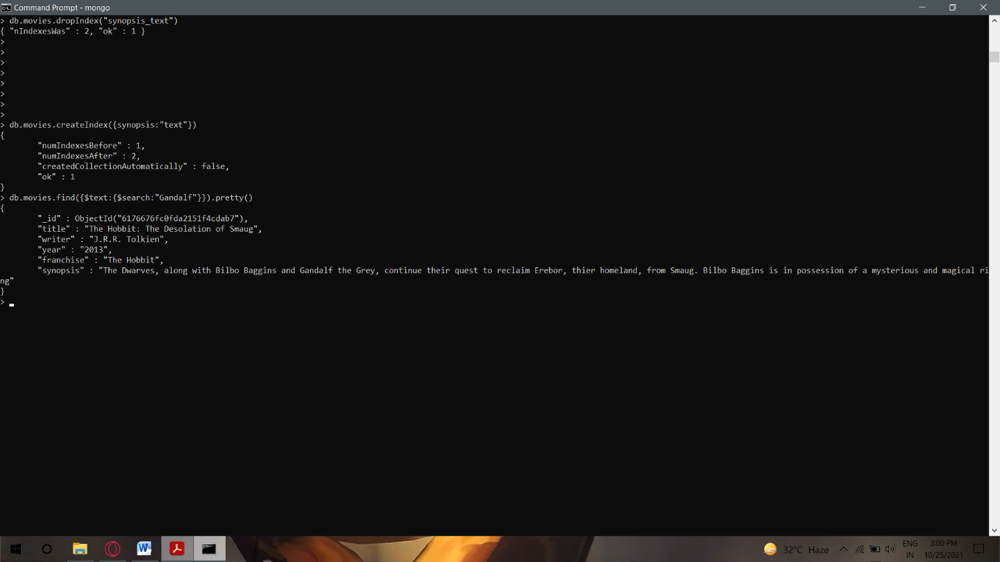 Command Prompt - mongo
> db.movies.dropIndex("synopsis_text")
{ "nIndexesWas" : 2, "ok" : 1 }
>
>
>
>
>
>
>
>
> db.movies.createIndex({synopsis:"text"})
{
        "numIndexesBefore" : 1,
        "numIndexesAfter" : 2,
        "createdCollectionAutomatically" : false,
        "ok" : 1
}
> db.movies.find({$text:{$search:"Gandalf"}}).pretty()
{
        "_id" : ObjectId("6176676fc0fda2151f4cdab7"),
        "title" : "The Hobbit: The Desolation of Smaug",
        "writer" : "J.R.R. Tolkien",
        "year" : "2013",
        "franchise" : "The Hobbit",
        "synopsis" : "The Dwarves, along with Bilbo Baggins and Gandalf the Grey, continue their quest to reclaim Erebor, thier homeland, from Smaug. Bilbo Baggins is in possession of a mysterious and magical ri
ng"
}
>
32°C Haze
ENG
IN
3:00 PM
10/25/2021